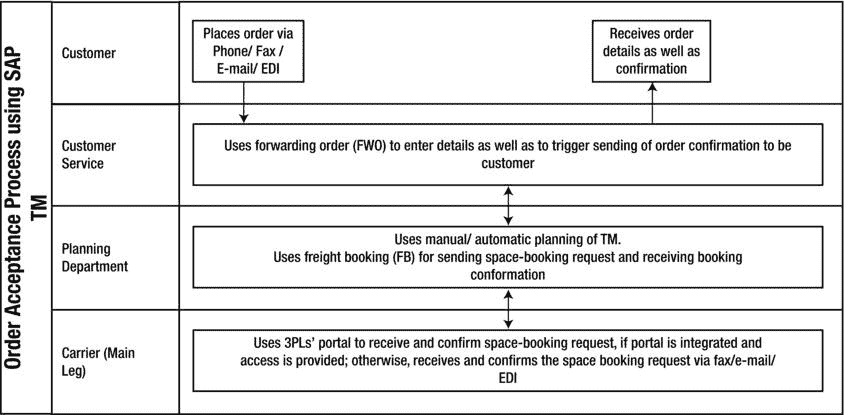 Order Acceptance Process using SAP
TM
Customer
Places order via
Phone/ Fax /
E-mail/ EDI
Receives order
details as well as
confirmation
Customer
Service
Uses forwarding order (FWO) to enter details as well as to trigger sending of order confirmation to be
customer
Planning
Department
Uses manual/ automatic planning of TM.
Uses freight booking (FB) for sending space-booking request and receiving booking
conformation
Carrier (Main
Leg)
Uses 3PLs' portal to receive and confirm space-booking request, if portal is integrated and
access is provided; otherwise, receives and confirms the space booking request via fax/e-mail/
EDI